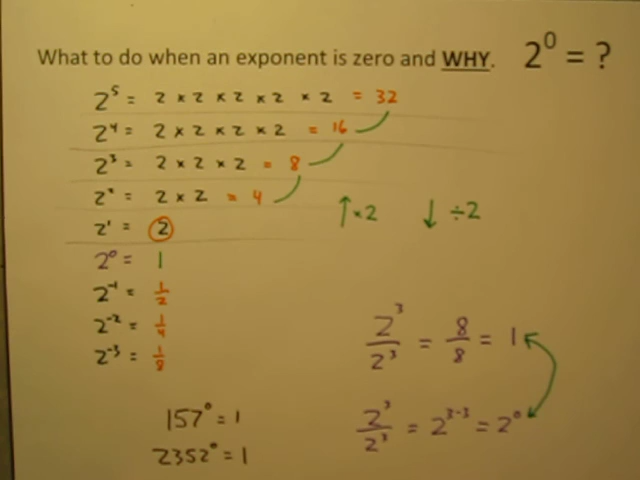 What to do when an exponent is zero and WHY. 2⁰ = ?
2⁵ = 2 × 2 × 2 × 2 × 2 = 32
2⁴ = 2 × 2 × 2 × 2 = 16
2³ = 2 × 2 × 2 = 8
2² = 2 × 2 = 4
↑×2 ↓÷2
2¹ = 2
2⁰ = 1
2⁻¹ = 1/2
2⁻² = 1/4
2⁻³ = 1/8
2³/2³ = 8/8 = 1
2³/2³ = 2³⁻³ = 2⁰
157⁰ = 1
2352⁰ = 1